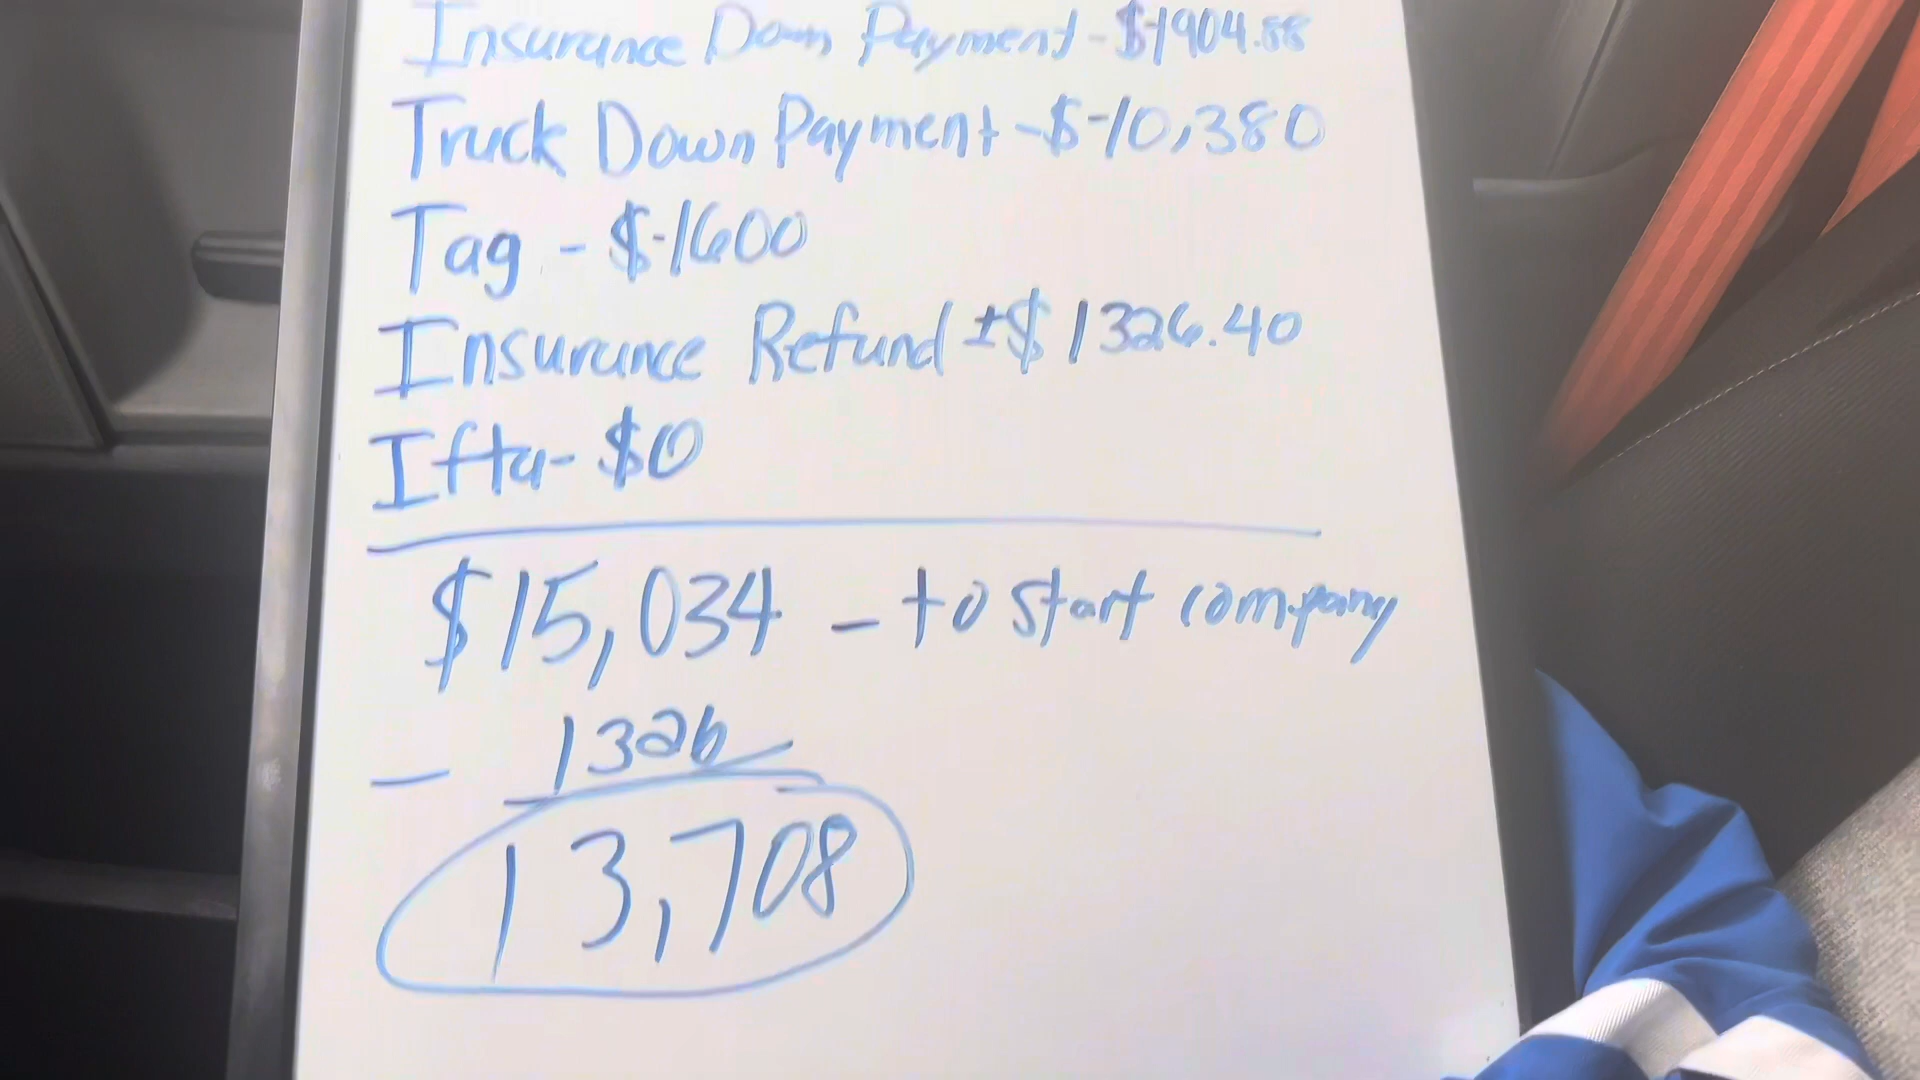 Insurance Down Payment - $-1904.88
Truck Down Payment - $-10,380
Tag - $-1600
Insurance Refund ±$ 1326.40
Ifta - $0
$15,034 - to start company
- 1326
13,708